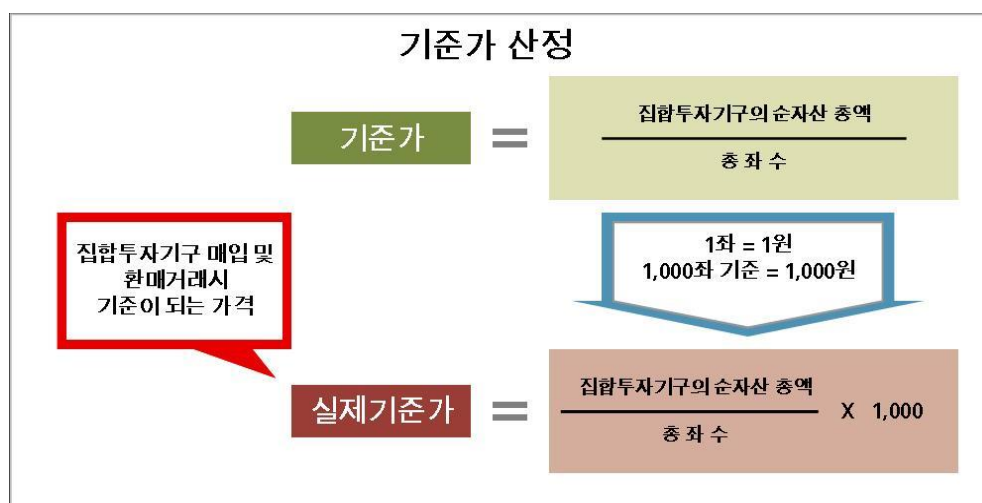 기준가 산정
기준가
=
집합투자기구의 순자산 총액
총 좌 수
집합투자기구 매입 및
환매거래시
기준이 되는 가격
1좌 = 1원
1,000좌 기준 = 1,000원
실제기준가
=
집합투자기구의 순자산 총액
총 좌 수
X 1,000